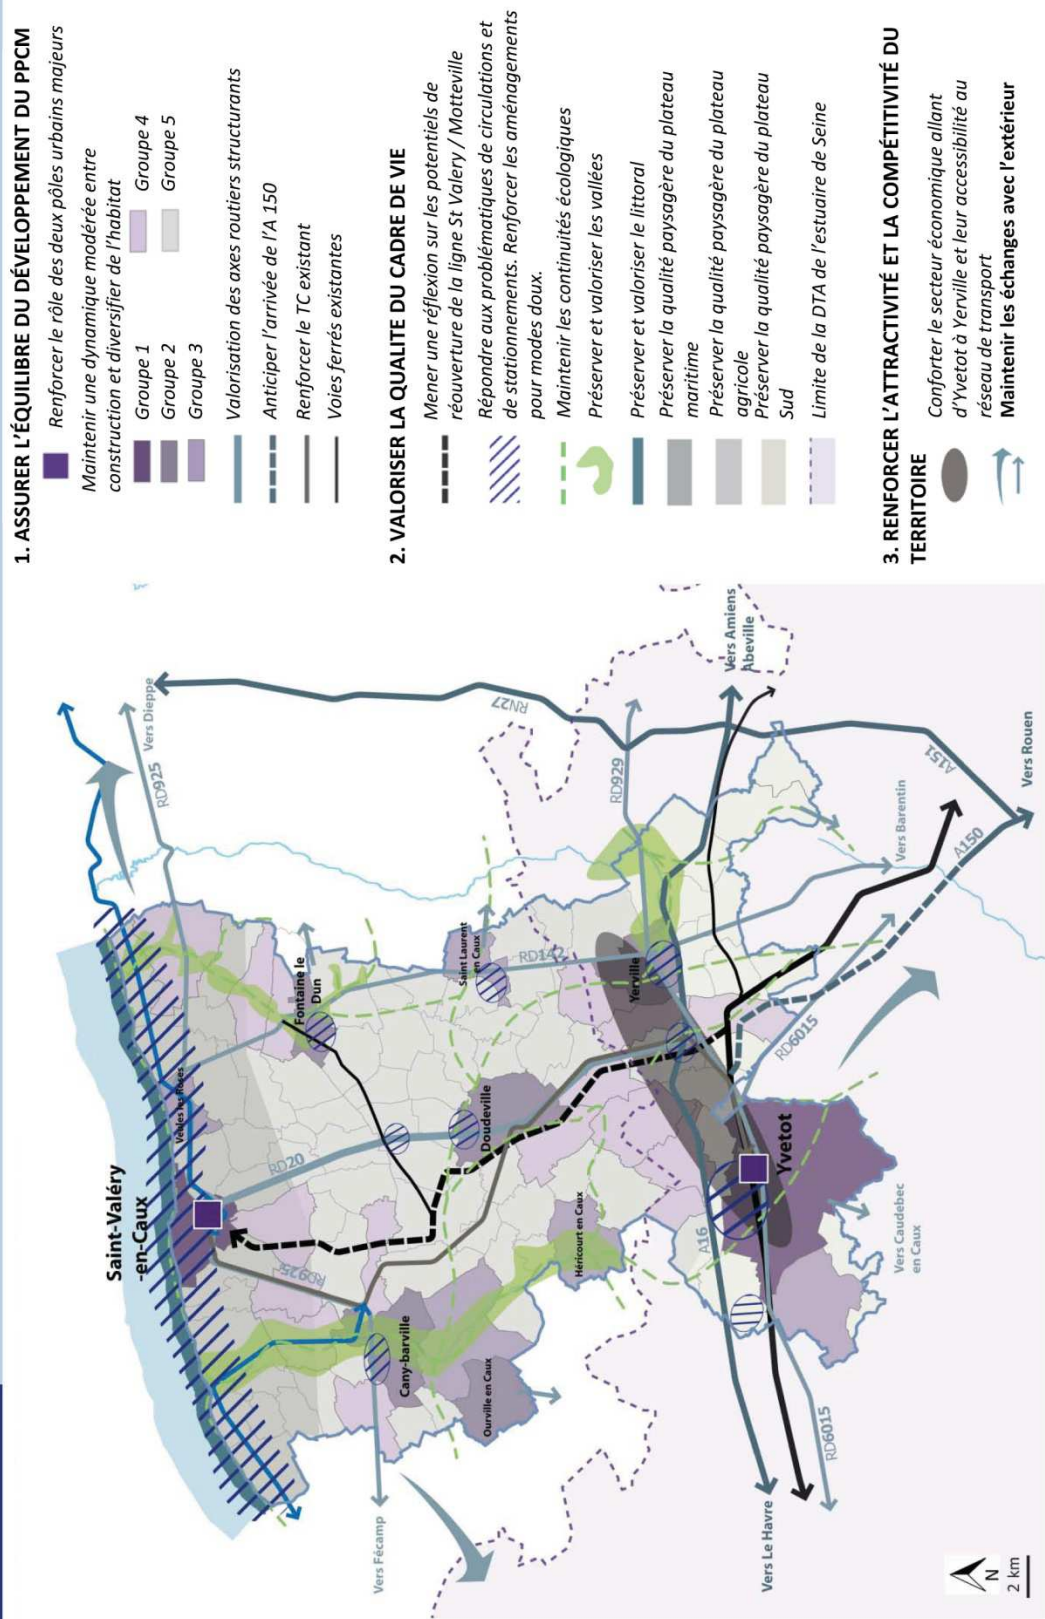 1. ASSURER L'ÉQUILIBRE DU DÉVELOPPEMENT DU PPCM
Renforcer le rôle des deux pôles urbains majeurs
Maintenir une dynamique modérée entre
construction et diversifier de l'habitat
Groupe 1
Groupe 4
Groupe 2
Groupe 5
Groupe 3
Valorisation des axes routiers structurants
Anticiper l'arrivée de l'A 150
Renforcer le TC existant
Voies ferrés existantes
2. VALORISER LA QUALITE DU CADRE DE VIE
Mener une réflexion sur les potentiels de
réouverture de la ligne St Valery / Motteville
Répondre aux problématiques de circulations et
de stationnements. Renforcer les aménagements
pour modes doux.
Maintenir les continuités écologiques
Préserver et valoriser les vallées
Préserver et valoriser le littoral
Préserver la qualité paysagère du plateau
maritime
Préserver la qualité paysagère du plateau
agricole
Préserver la qualité paysagère du plateau
Sud
Limite de la DTA de l'estuaire de Seine
3. RENFORCER L'ATTRACTIVITÉ ET LA COMPÉTITIVITÉ DU
TERRITOIRE
Conforter le secteur économique allant
d'Yvetot à Yerville et leur accessibilité au
réseau de transport
Maintenir les échanges avec l'extérieur
Saint-Valéry
-en-Caux
Veules les Roses
RD925
Vers Dieppe
RN27
RD20
RD925
Fontaine le
Dun
Saint Laurent
en Caux
RD142
Doudeville
Cany-barville
Vers Fécamp
Ourville en Caux
Héricourt en Caux
RD929
Yerville
Vers Amiens
Abeville
A16
Yvetot
RD6015
Vers Barentin
A151
A150
Vers Rouen
Vers Caudebec
en Caux
Vers Le Havre
RD6015
N
2 km